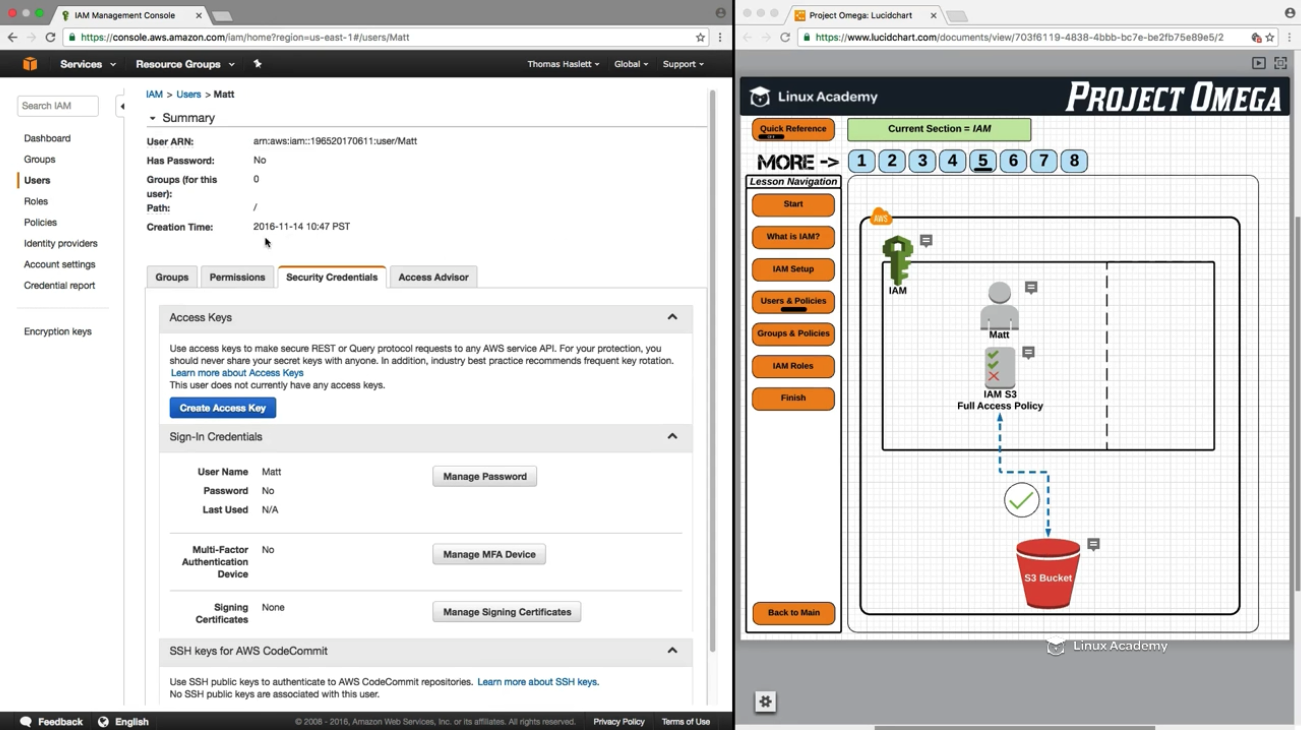 IAM Management Console
https://console.aws.amazon.com/iam/home?region=us-east-1#/users/Matt
Services
Resource Groups
Thomas Haslett
Global
Support
Search IAM
Dashboard
Groups
Users
Roles
Policies
Identity providers
Account settings
Credential report
Encryption keys
IAM > Users > Matt
Summary
User ARN: arn:aws:iam::196520170611:user/Matt
Has Password: No
Groups (for this user): 0
Path: /
Creation Time: 2016-11-14 10:47 PST
Groups
Permissions
Security Credentials
Access Advisor
Access Keys
Use access keys to make secure REST or Query protocol requests to any AWS service API. For your protection, you
should never share your secret keys with anyone. In addition, industry best practice recommends frequent key rotation.
Learn more about Access Keys
This user does not currently have any access keys.
Create Access Key
Sign-In Credentials
User Name Matt
Manage Password
Password No
Last Used N/A
Multi-Factor Authentication Device No
Manage MFA Device
Signing Certificates None
Manage Signing Certificates
SSH keys for AWS CodeCommit
Use SSH public keys to authenticate to AWS CodeCommit repositories. Learn more about SSH keys.
No SSH public keys are associated with this user.
Feedback
English
© 2008 - 2016, Amazon Web Services, Inc. or its affiliates. All rights reserved.
Privacy Policy
Terms of Use
Project Omega: Lucidchart
https://www.lucidchart.com/documents/view/703f6119-4838-4bbb-bc7e-be2fb75e89e5/2
Linux Academy
PROJECT OMEGA
Quick Reference
Current Section = IAM
MORE ->
1 2 3 4 5 6 7 8
Lesson Navigation
Start
What is IAM?
IAM Setup
Users & Policies
Groups & Policies
IAM Roles
Finish
Back to Main
AWS
IAM
Matt
IAM S3
Full Access Policy
S3 Bucket
Linux Academy